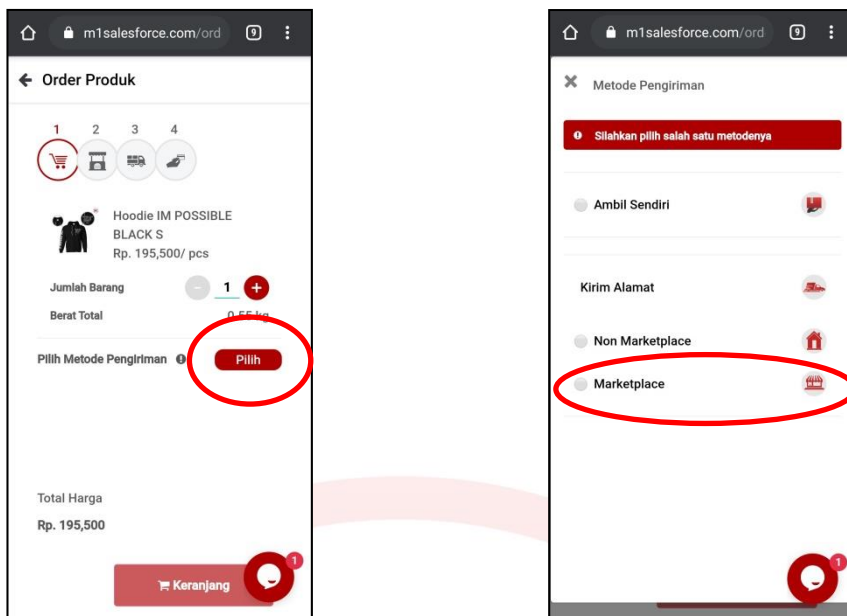 m1salesforce.com/ord
9
Order Produk
1 2 3 4
Hoodie IM POSSIBLE
BLACK S
Rp. 195,500/ pcs
Jumlah Barang
1
Berat Total
0.55 kg
Pilih Metode Pengiriman
Pilih
Total Harga
Rp. 195,500
Keranjang
1
m1salesforce.com/ord
9
Metode Pengiriman
Silahkan pilih salah satu metodenya
Ambil Sendiri
Kirim Alamat
Non Marketplace
Marketplace
1